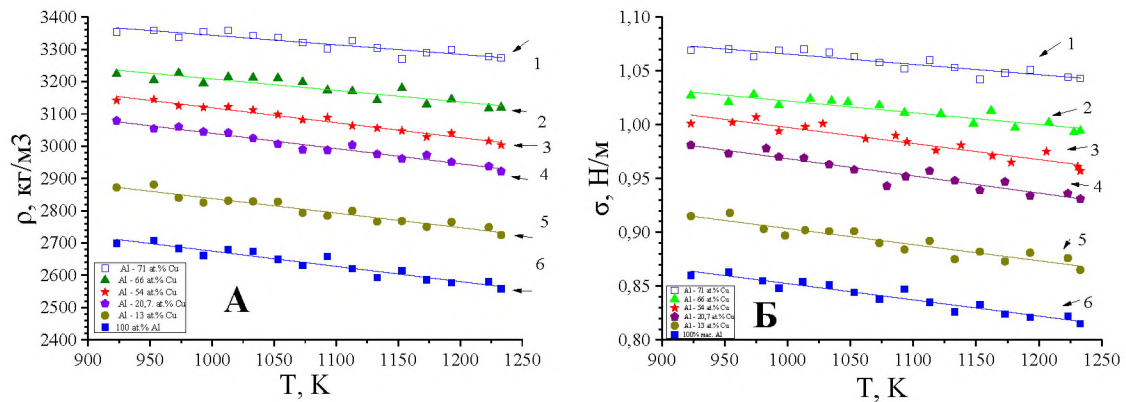 3400
3300
3200
3100
3000
2900
2800
2700
2600
2500
2400
ρ, кг/м3
1
2
3
4
5
6
Al - 71 at.% Cu
Al - 66 at.% Cu
Al - 54 at.% Cu
Al - 20,7. at.% Cu
Al - 13 at.% Cu
100 at.% Al
А
900 950 1000 1050 1100 1150 1200 1250
T, K
1,10
1,05
1,00
0,95
0,90
0,85
0,80
σ, Н/м
1
2
3
4
5
6
Al - 71 at.% Cu
Al - 66 at.% Cu
Al - 54 at.% Cu
Al - 20,7 at.% Cu
Al - 13 at.% Cu
100% мас. Al
Б
900 950 1000 1050 1100 1150 1200 1250
T, K